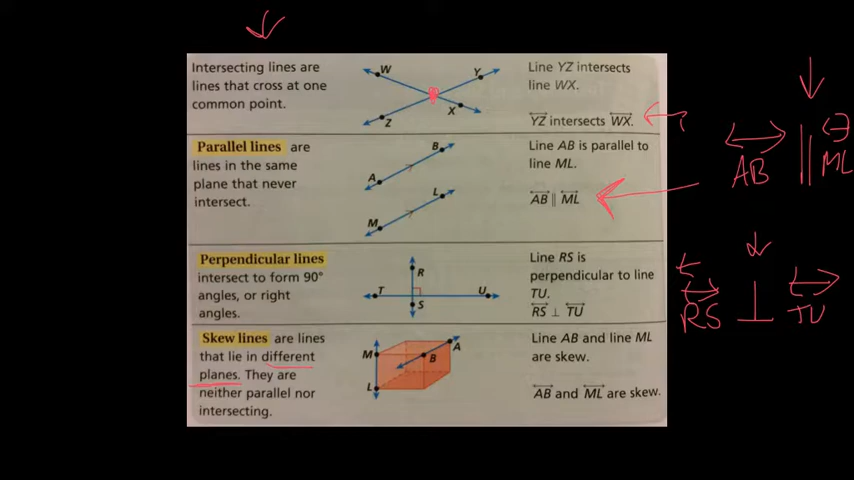 Intersecting lines are
lines that cross at one
common point.
W
Y
Z
X
Line YZ intersects
line WX.
YZ intersects WX.
Parallel lines are
lines in the same
plane that never
intersect.
B
A
L
M
Line AB is parallel to
line ML.
AB || ML
AB || ML
Perpendicular lines
intersect to form 90°
angles, or right
angles.
R
T
U
S
Line RS is
perpendicular to line
TU.
RS ⊥ TU
RS ⊥ TU
Skew lines are lines
that lie in different
planes. They are
neither parallel nor
intersecting.
M
A
B
L
Line AB and line ML
are skew.
AB and ML are skew.